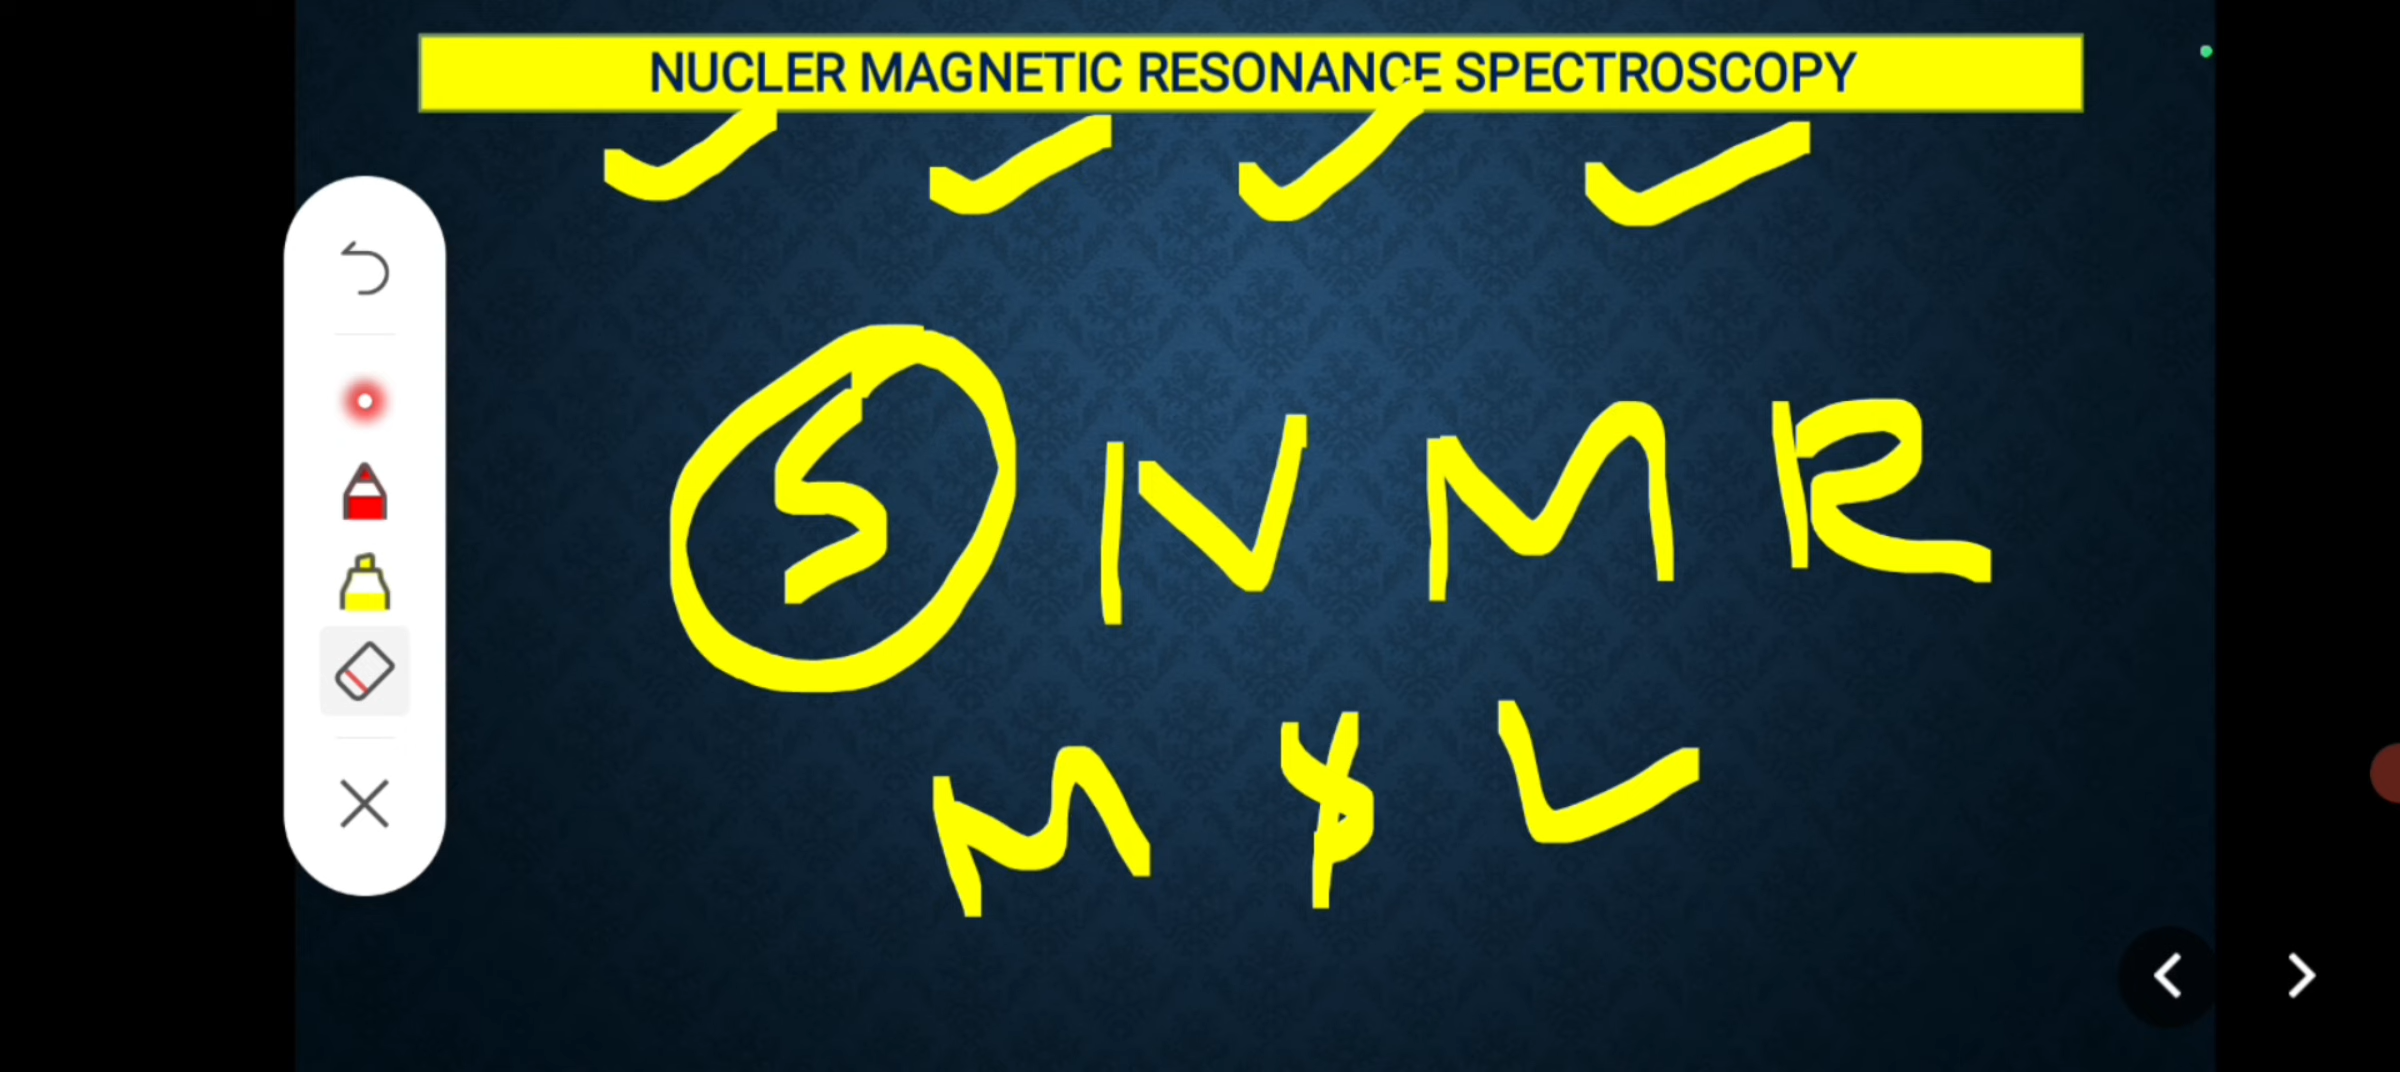 NUCLER MAGNETIC RESONANCE SPECTROSCOPY
S N M R
M